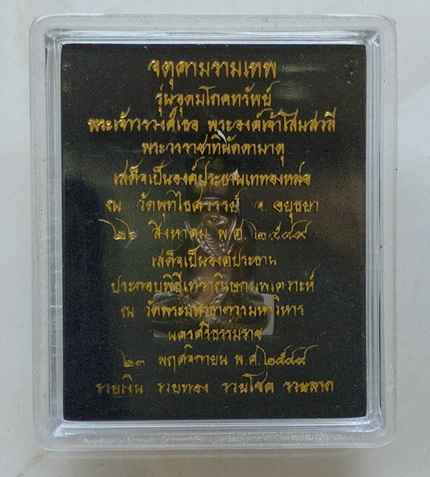 จตุคามรามเทพ
รุ่นอุดมโภคทรัพย์
พระเจ้าวรวงศ์เธอ พระองค์เจ้าโสมสวลี
พระวรราชาทินัดดามาตุ
เสด็จเป็นองค์ประธานเททองหล่อ
ณ วัดพุทไธศวรรย์ จ. อยุธยา
๒๖ สิงหาคม พ.ศ. ๒๕๔๙
เสด็จเป็นองค์ประธาน
ประกอบพิธีเทวาภิเษกนพเคราะห์
ณ วัดพระมหาธาตุวรมหาวิหาร
นครศรีธรรมราช
๒๓ พฤศจิกายน พ.ศ. ๒๕๔๙
รวยเงิน รวยทอง รวยโชค รวยลาภ